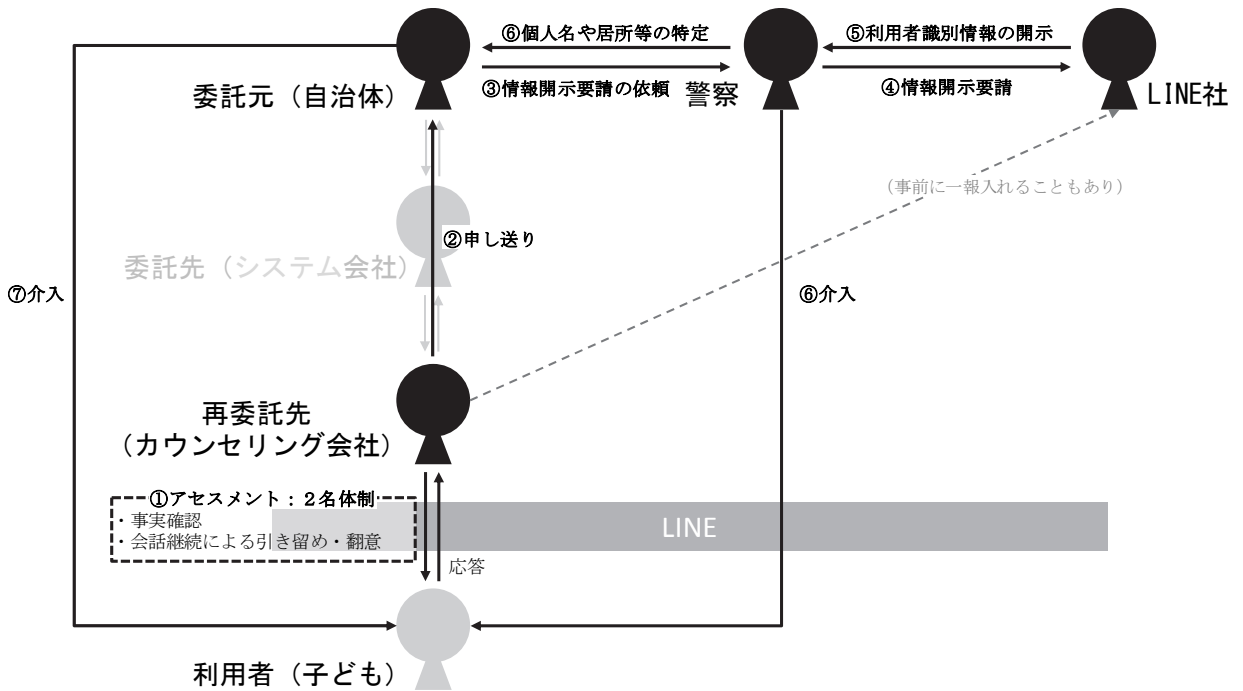 ⑥個人名や居所等の特定
⑤利用者識別情報の開示
③情報開示要請の依頼
④情報開示要請
委託元（自治体）
警察
LINE社
（事前に一報入れることもあり）
②申し送り
委託先（システム会社）
⑦介入
⑥介入
再委託先
（カウンセリング会社）
①アセスメント：２名体制
・事実確認
・会話継続による引き留め・翻意
LINE
応答
利用者（子ども）